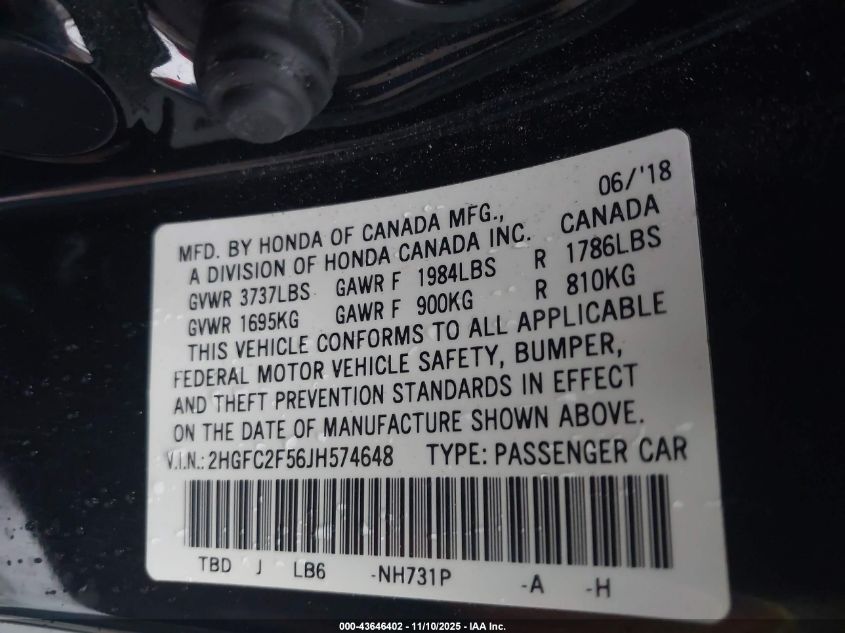 06/'18
MFD. BY HONDA OF CANADA MFG.,
A DIVISION OF HONDA CANADA INC. CANADA
GVWR 3737LBS GAWR F 1984LBS R 1786LBS
GVWR 1695KG GAWR F 900KG R 810KG
THIS VEHICLE CONFORMS TO ALL APPLICABLE
FEDERAL MOTOR VEHICLE SAFETY, BUMPER,
AND THEFT PREVENTION STANDARDS IN EFFECT
ON THE DATE OF MANUFACTURE SHOWN ABOVE.
V.I.N.: 2HGFC2F56JH574648 TYPE: PASSENGER CAR
TBD J LB6 -NH731P -A -H
000-43646402 - 11/10/2025 - IAA Inc.